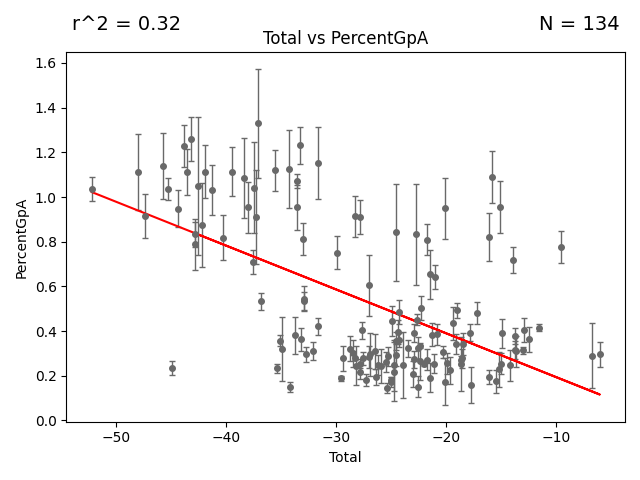 r^2 = 0.32
N = 134
Total vs PercentGpA
1.6
1.4
1.2
1.0
0.8
0.6
0.4
0.2
0.0
PercentGpA
−50
−40
−30
−20
−10
Total